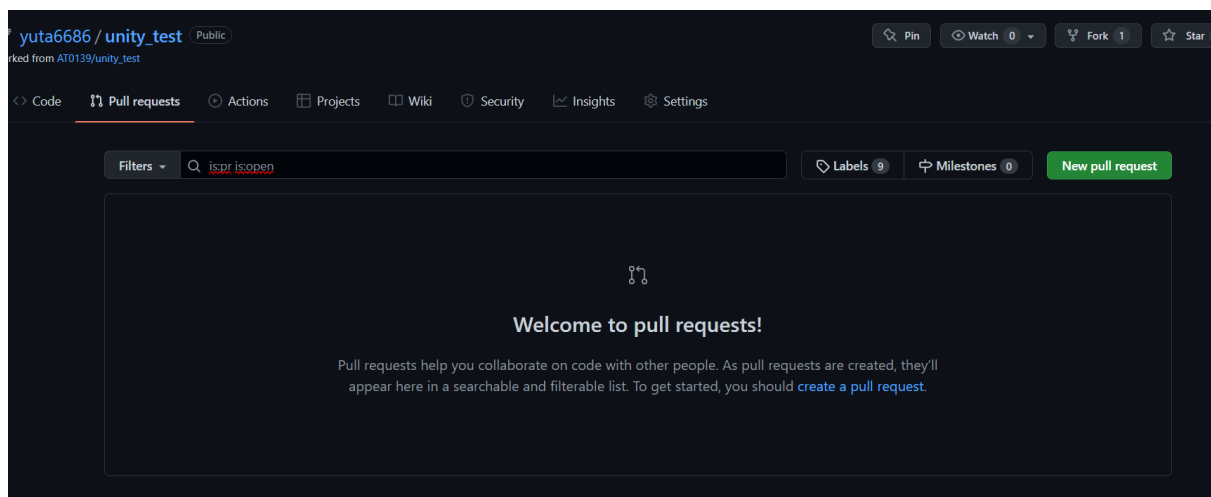 yuta6686 / unity_test Public Pin Watch 0 Fork 1 Star
rked from AT0139/unity_test
<> Code Pull requests Actions Projects Wiki Security Insights Settings
Filters is:pr is:open Labels 9 Milestones 0 New pull request
Welcome to pull requests!
Pull requests help you collaborate on code with other people. As pull requests are created, they'll
appear here in a searchable and filterable list. To get started, you should create a pull request.